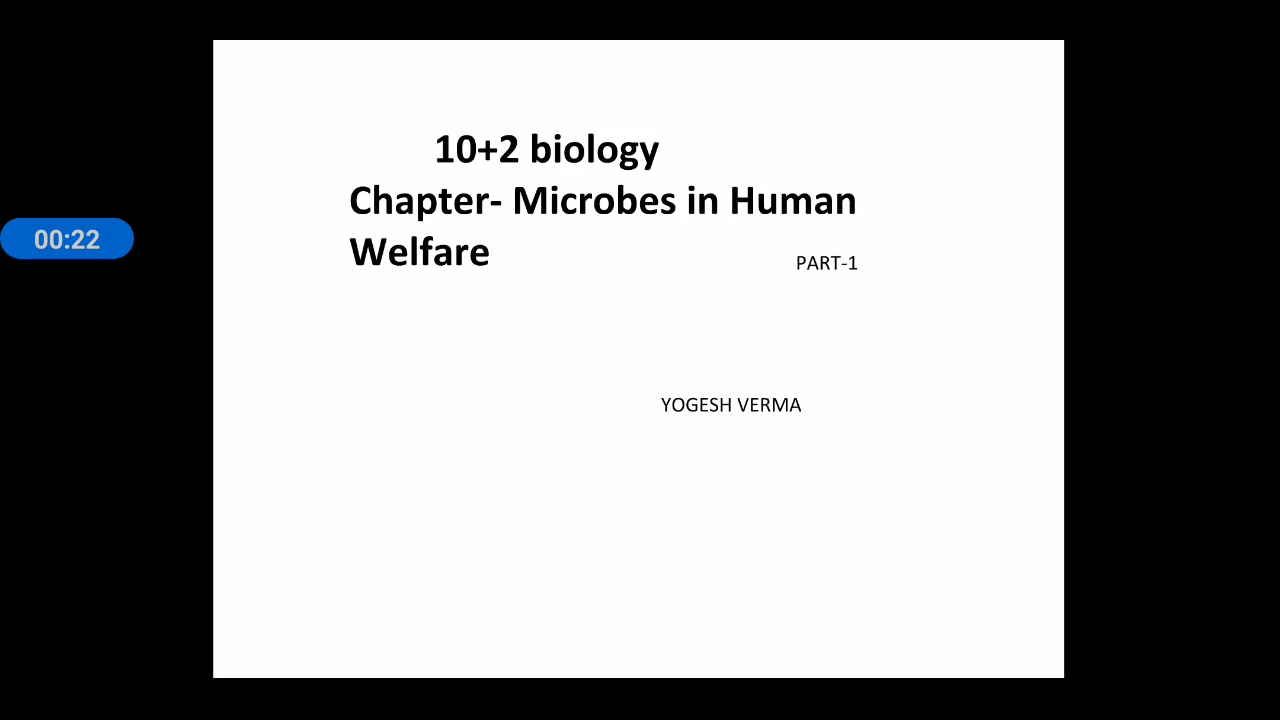 10+2 biology
Chapter- Microbes in Human
Welfare
PART-1
00:22
YOGESH VERMA